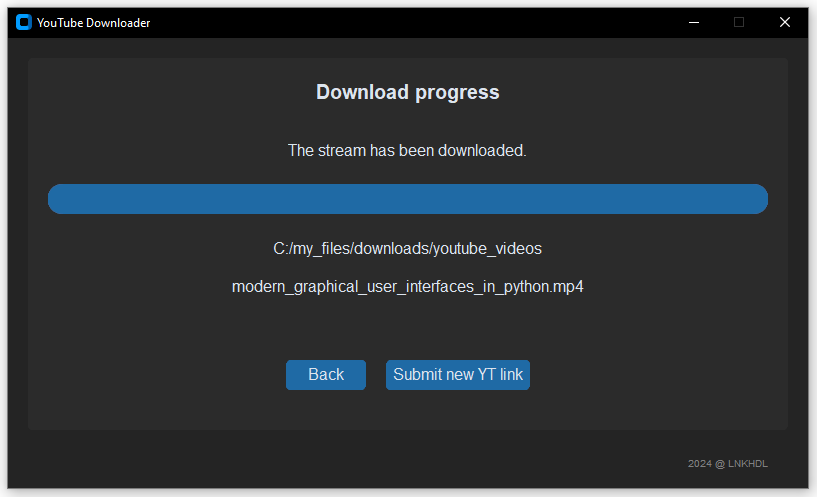 YouTube Downloader
Download progress
The stream has been downloaded.
C:/my_files/downloads/youtube_videos
modern_graphical_user_interfaces_in_python.mp4
Back Submit new YT link
2024 @ LNKHDL